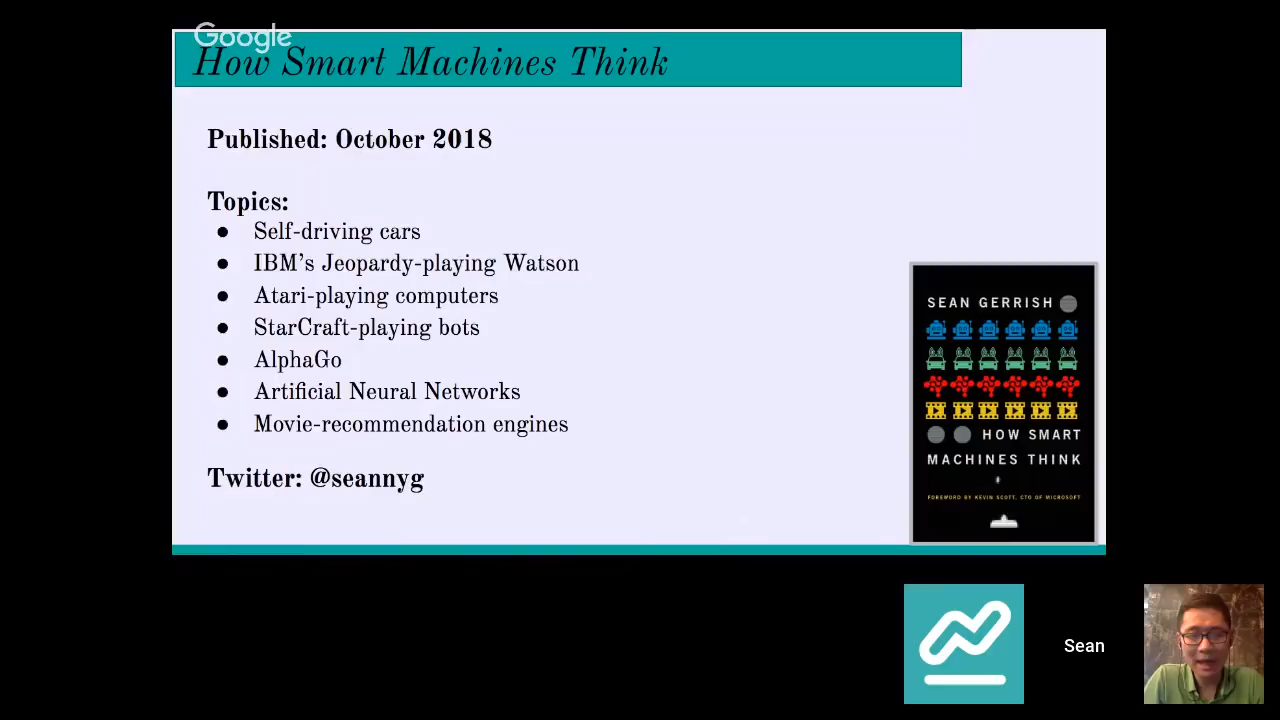 Google
How Smart Machines Think
Published: October 2018
Topics:
● Self-driving cars
● IBM's Jeopardy-playing Watson
● Atari-playing computers
● StarCraft-playing bots
● AlphaGo
● Artificial Neural Networks
● Movie-recommendation engines
Twitter: @seannyg
SEAN GERRISH
HOW SMART
MACHINES THINK
FOREWORD BY KEVIN SCOTT, CTO OF MICROSOFT
Sean